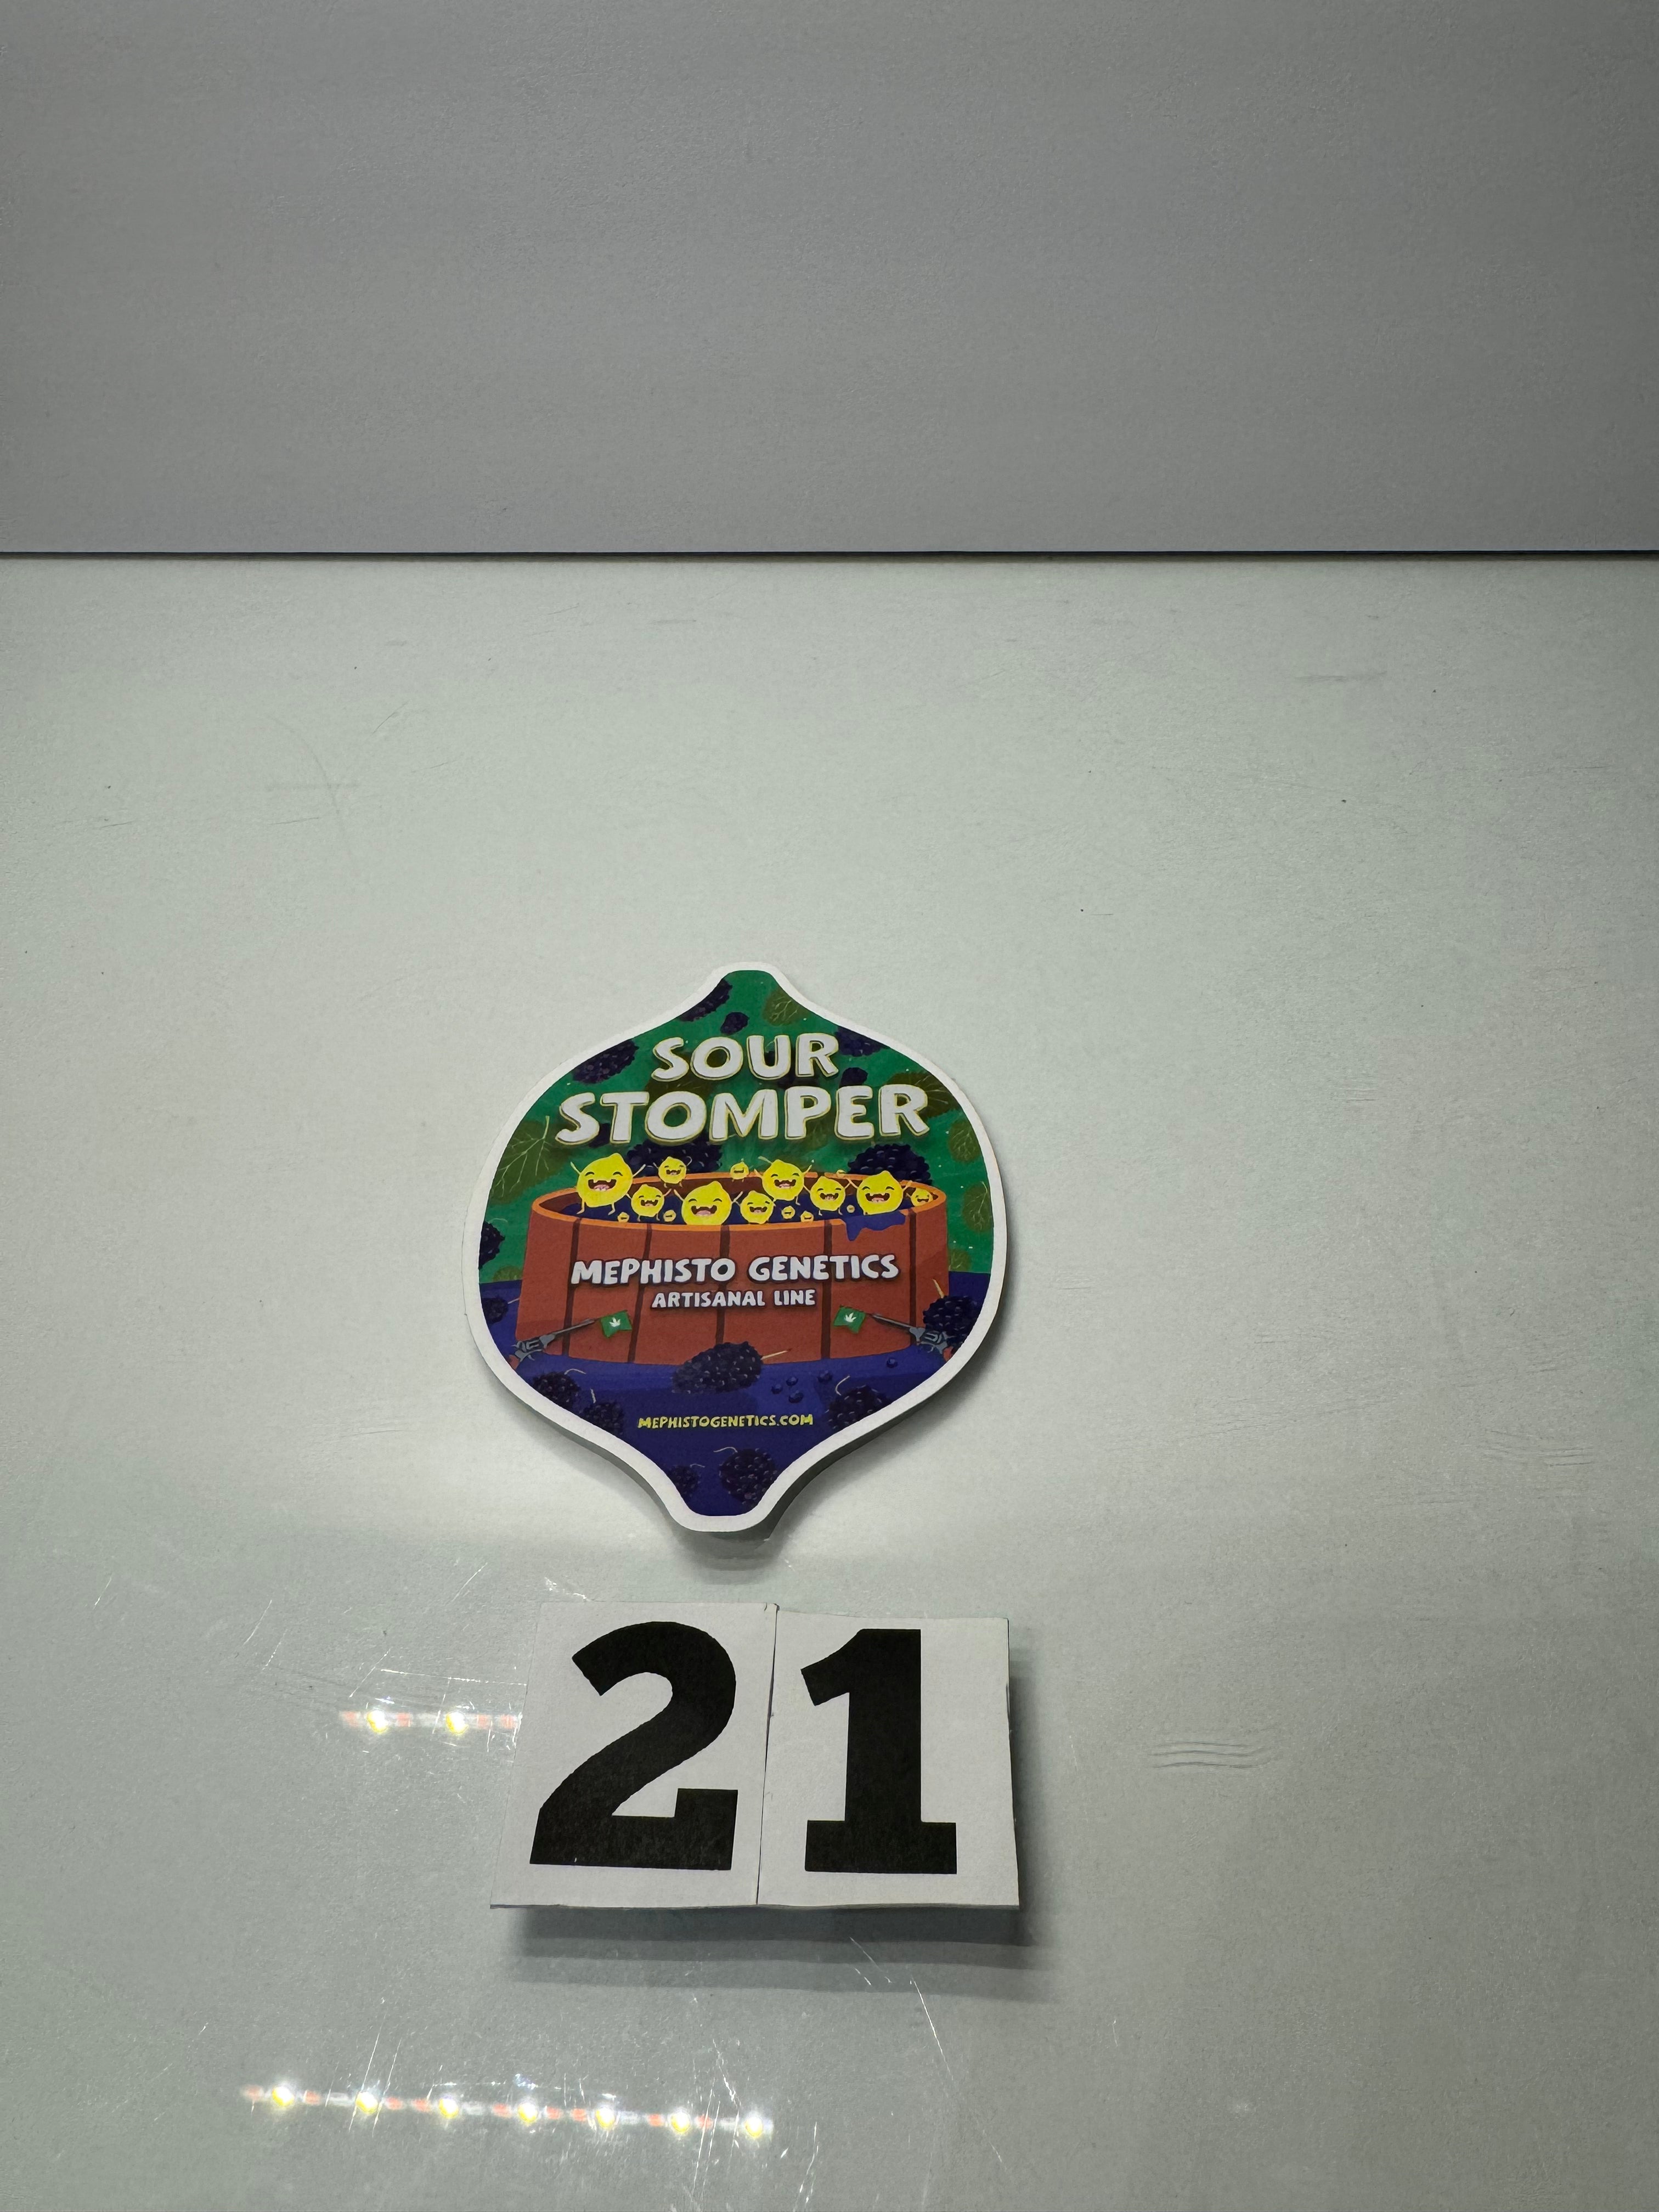 SOUR
STOMPER
MEPHISTO GENETICS
ARTISANAL LINE
MEPHISTOGENETICS.COM
21